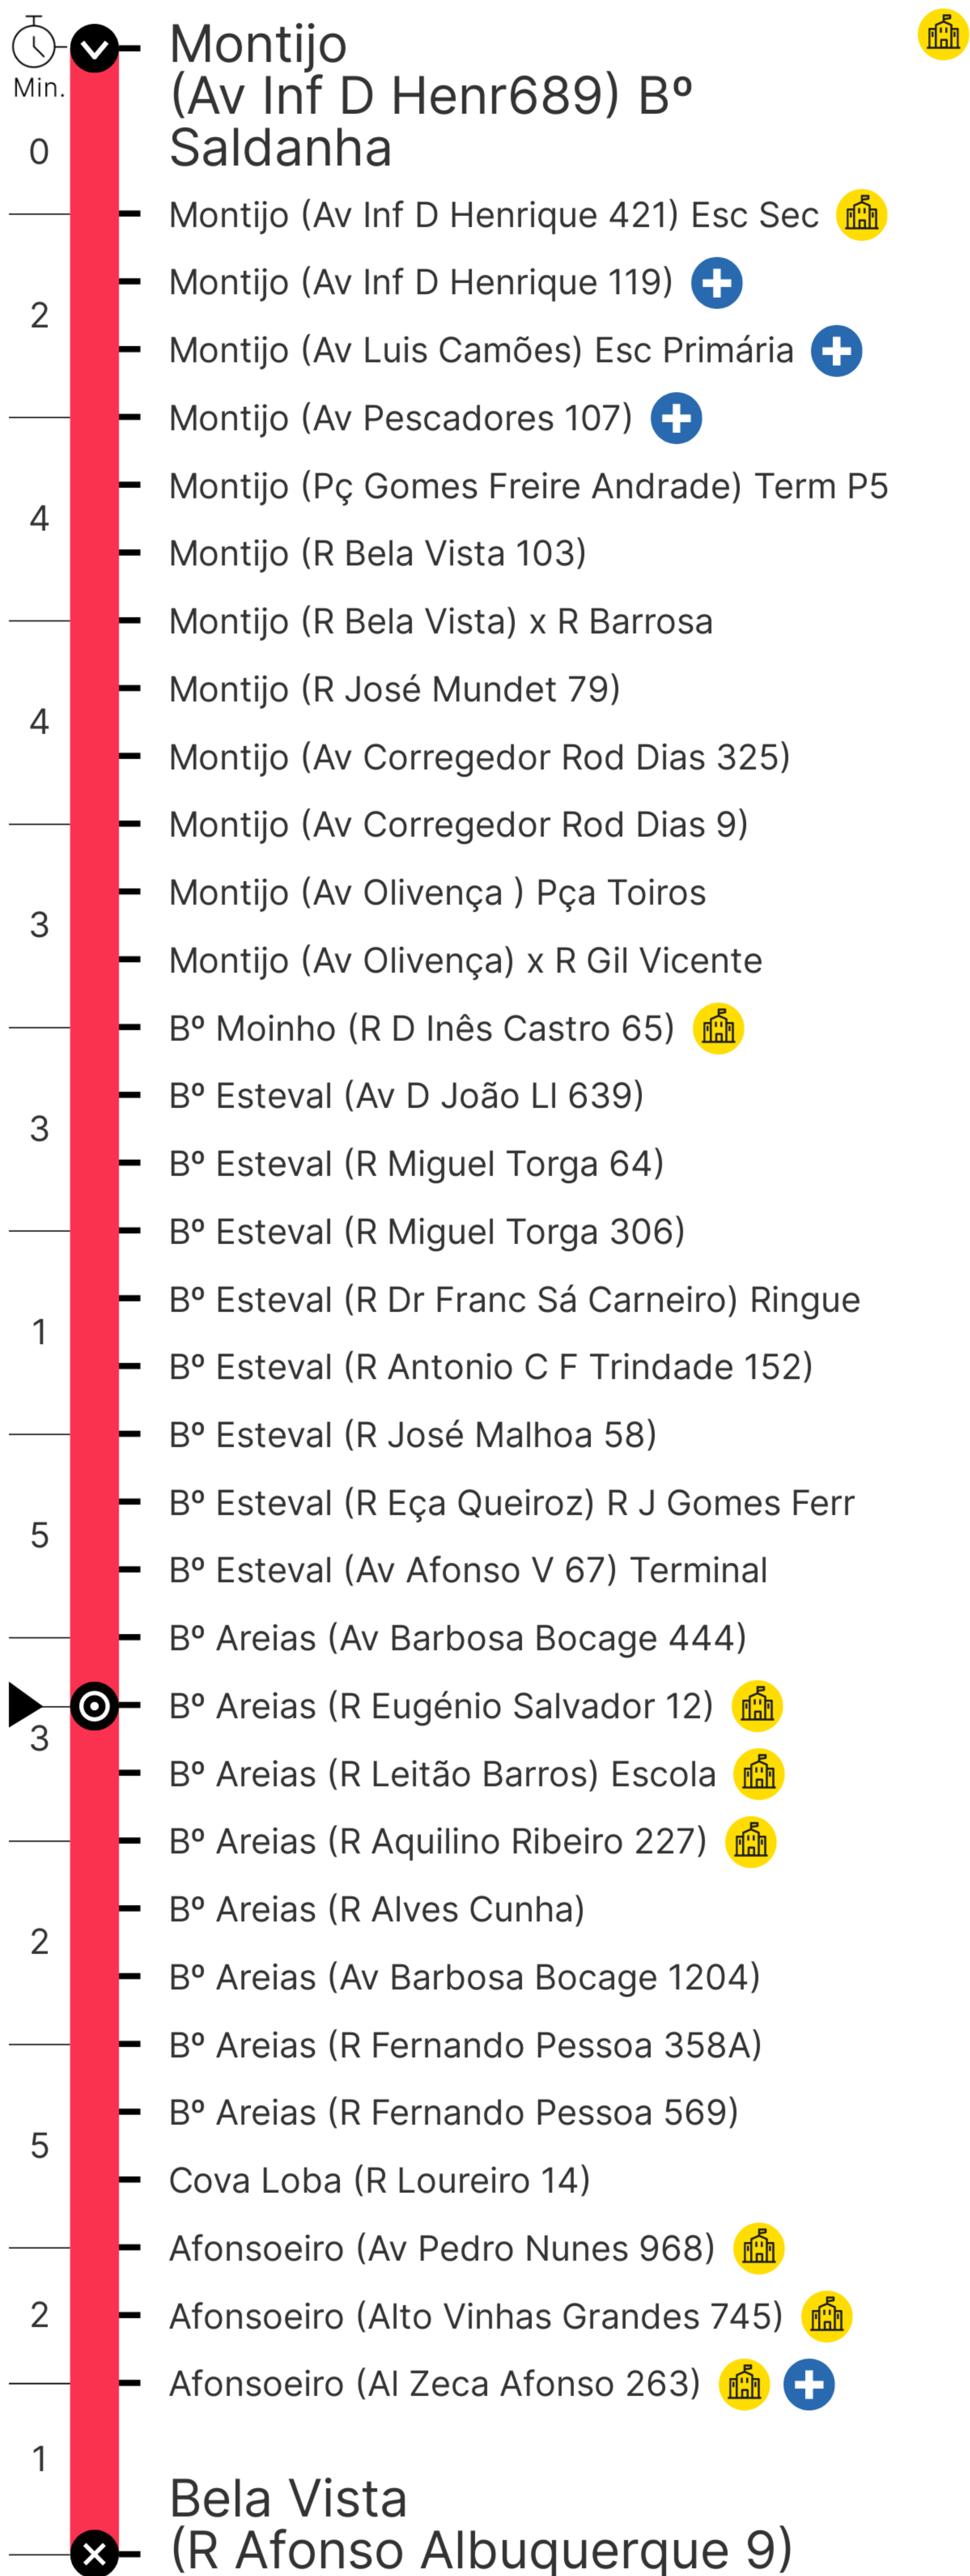 Min.
Montijo
(Av Inf D Henr689) Bº
Saldanha
0
Montijo (Av Inf D Henrique 421) Esc Sec
Montijo (Av Inf D Henrique 119)
2
Montijo (Av Luis Camões) Esc Primária
Montijo (Av Pescadores 107)
Montijo (Pç Gomes Freire Andrade) Term P5
4
Montijo (R Bela Vista 103)
Montijo (R Bela Vista) x R Barrosa
Montijo (R José Mundet 79)
4
Montijo (Av Corregedor Rod Dias 325)
Montijo (Av Corregedor Rod Dias 9)
Montijo (Av Olivença ) Pça Toiros
3
Montijo (Av Olivença) x R Gil Vicente
Bº Moinho (R D Inês Castro 65)
Bº Esteval (Av D João LI 639)
3
Bº Esteval (R Miguel Torga 64)
Bº Esteval (R Miguel Torga 306)
Bº Esteval (R Dr Franc Sá Carneiro) Ringue
1
Bº Esteval (R Antonio C F Trindade 152)
Bº Esteval (R José Malhoa 58)
Bº Esteval (R Eça Queiroz) R J Gomes Ferr
5
Bº Esteval (Av Afonso V 67) Terminal
Bº Areias (Av Barbosa Bocage 444)
Bº Areias (R Eugénio Salvador 12)
3
Bº Areias (R Leitão Barros) Escola
Bº Areias (R Aquilino Ribeiro 227)
Bº Areias (R Alves Cunha)
2
Bº Areias (Av Barbosa Bocage 1204)
Bº Areias (R Fernando Pessoa 358A)
Bº Areias (R Fernando Pessoa 569)
5
Cova Loba (R Loureiro 14)
Afonsoeiro (Av Pedro Nunes 968)
2
Afonsoeiro (Alto Vinhas Grandes 745)
Afonsoeiro (Al Zeca Afonso 263)
1
Bela Vista
(R Afonso Albuquerque 9)